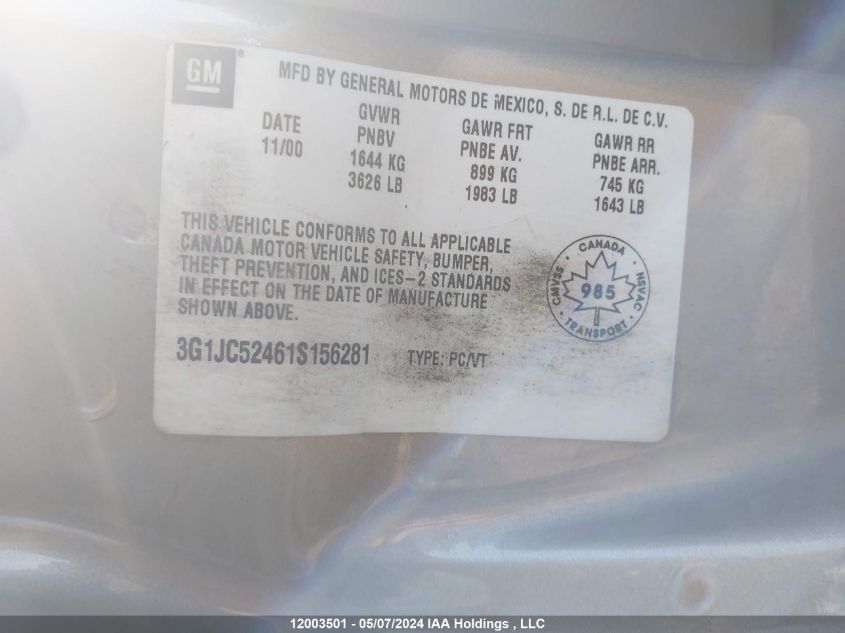 GM
MFD BY GENERAL MOTORS DE MEXICO, S. DE R.L. DE C.V.
DATE
11/00
GVWR
PNBV
1644 KG
3626 LB
GAWR FRT
PNBE AV.
899 KG
1983 LB
GAWR RR
PNBE ARR.
745 KG
1643 LB
THIS VEHICLE CONFORMS TO ALL APPLICABLE
CANADA MOTOR VEHICLE SAFETY, BUMPER,
THEFT PREVENTION, AND ICES-2 STANDARDS
IN EFFECT ON THE DATE OF MANUFACTURE
SHOWN ABOVE.
CANADA
CMVSS
985
NSVAC
TRANSPORT
3G1JC52461S156281 TYPE: PC/VT
12003501 - 05/07/2024 IAA Holdings , LLC